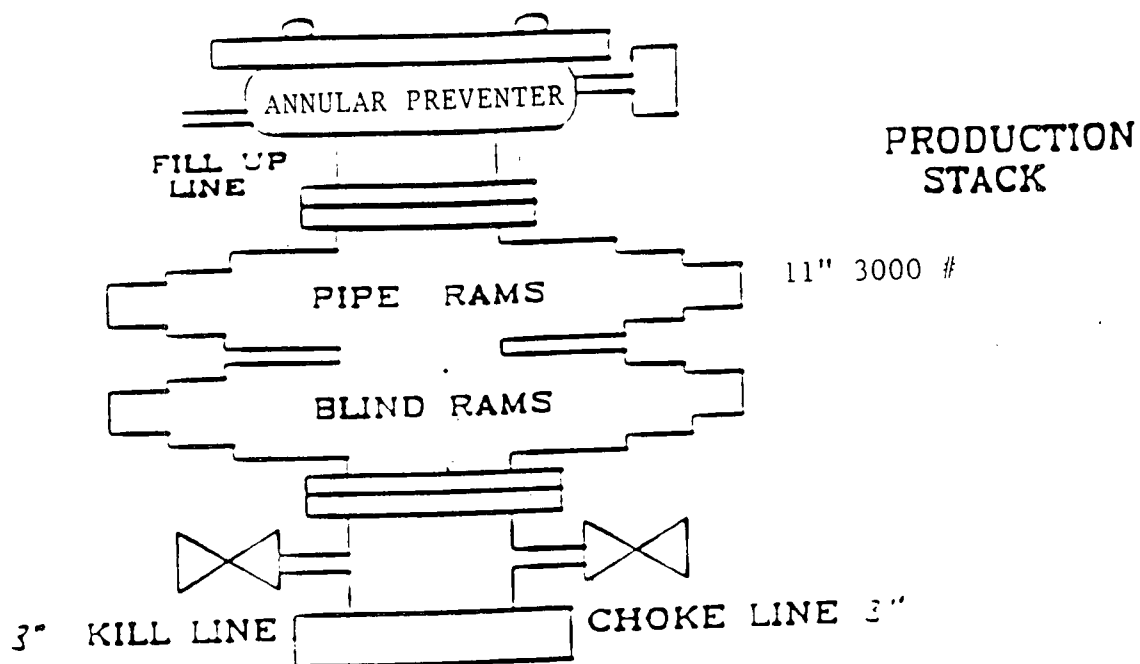 ANNULAR PREVENTER
FILL UP
LINE
PRODUCTION
STACK
11" 3000 #
PIPE RAMS
BLIND RAMS
3" KILL LINE
CHOKE LINE 3"